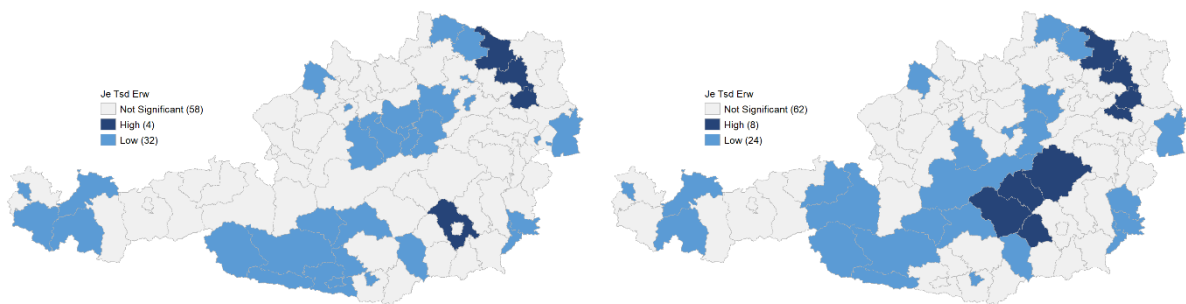 Je Tsd Erw
Not Significant (58)
High (4)
Low (32)
Je Tsd Erw
Not Significant (62)
High (8)
Low (24)